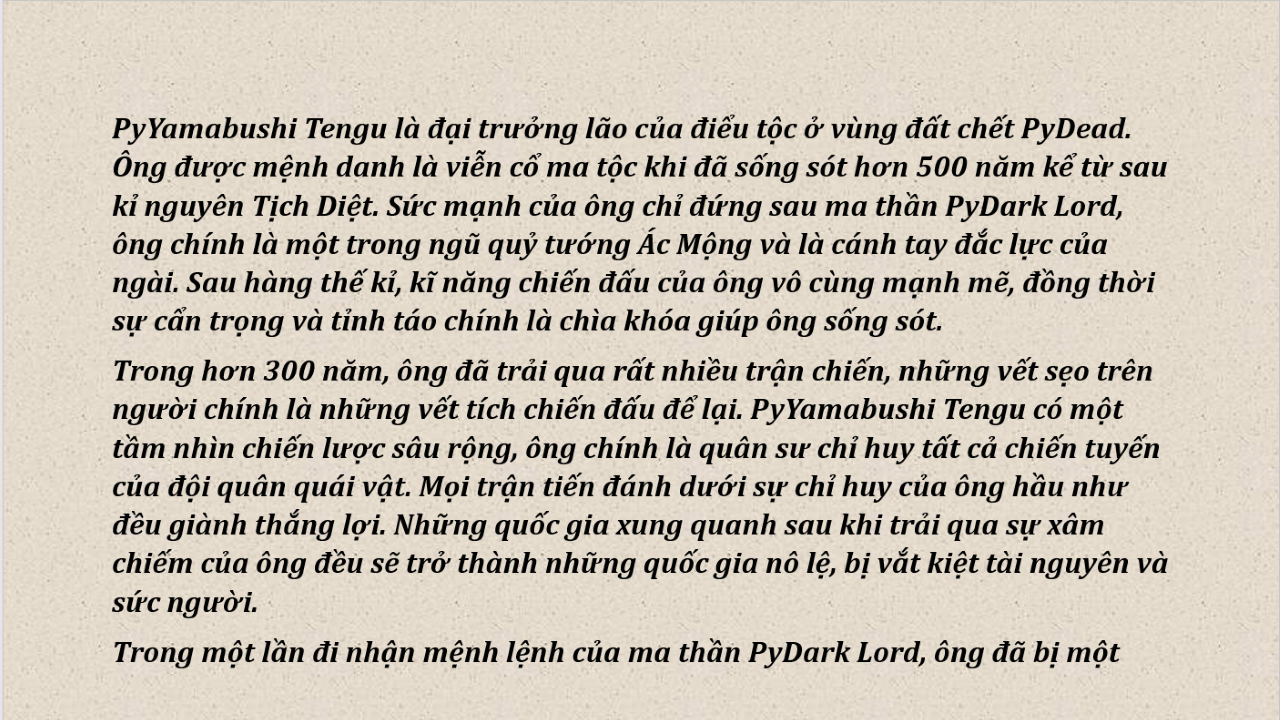 PyYamabushi Tengu là đại trưởng lão của điểu tộc ở vùng đất chết PyDead.
Ông được mệnh danh là viễn cổ ma tộc khi đã sống sót hơn 500 năm kể từ sau
kỉ nguyên Tịch Diệt. Sức mạnh của ông chỉ đứng sau ma thần PyDark Lord,
ông chính là một trong ngũ quỷ tướng Ác Mộng và là cánh tay đắc lực của
ngài. Sau hàng thế kỉ, kĩ năng chiến đấu của ông vô cùng mạnh mẽ, đồng thời
sự cẩn trọng và tỉnh táo chính là chìa khóa giúp ông sống sót.
Trong hơn 300 năm, ông đã trải qua rất nhiều trận chiến, những vết sẹo trên
người chính là những vết tích chiến đấu để lại. PyYamabushi Tengu có một
tầm nhìn chiến lược sâu rộng, ông chính là quân sư chỉ huy tất cả chiến tuyến
của đội quân quái vật. Mọi trận tiến đánh dưới sự chỉ huy của ông hầu như
đều giành thắng lợi. Những quốc gia xung quanh sau khi trải qua sự xâm
chiếm của ông đều sẽ trở thành những quốc gia nô lệ, bị vắt kiệt tài nguyên và
sức người.
Trong một lần đi nhận mệnh lệnh của ma thần PyDark Lord, ông đã bị một